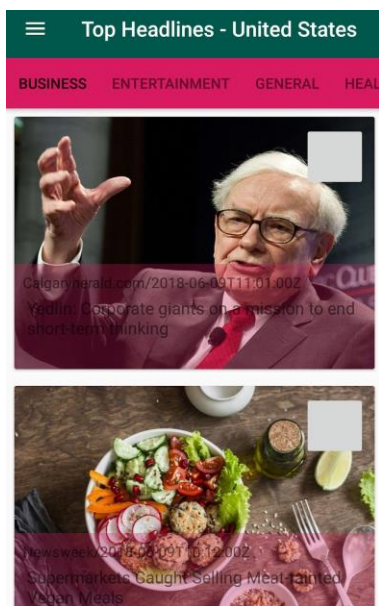 Top Headlines - United States
BUSINESS ENTERTAINMENT GENERAL HEAL
Calgaryherald.com/2018-06-09T11:01:00Z
Yedlin: Corporate giants on a mission to end
short-term thinking
Newsweek/2018-06-09T10:12:00Z
Supermarkets Caught Selling Meat-Tainted
Vegan Meals